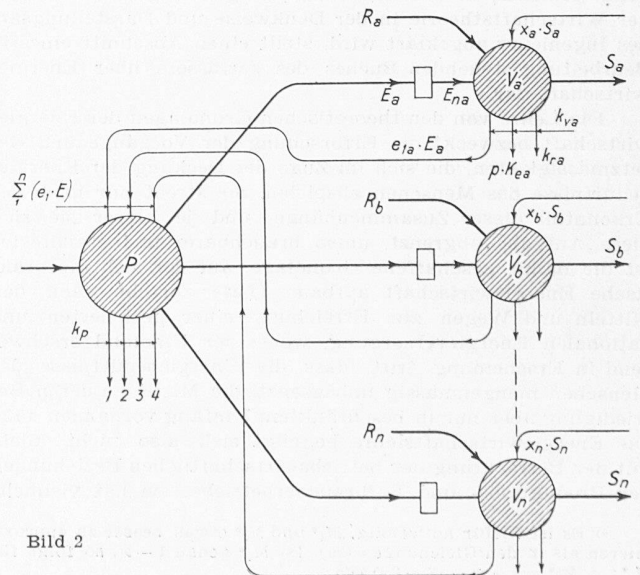 R_a
x_a·S_a
V_a
S_a
E_a
E_na
k_va
e_1a·E_a
p·K_ea
k_ra
Σ_1^n (e_1·E)
R_b
x_b·S_b
V_b
S_b
P
k_p
1 2 3 4
R_n
x_n·S_n
V_n
S_n
Bild 2